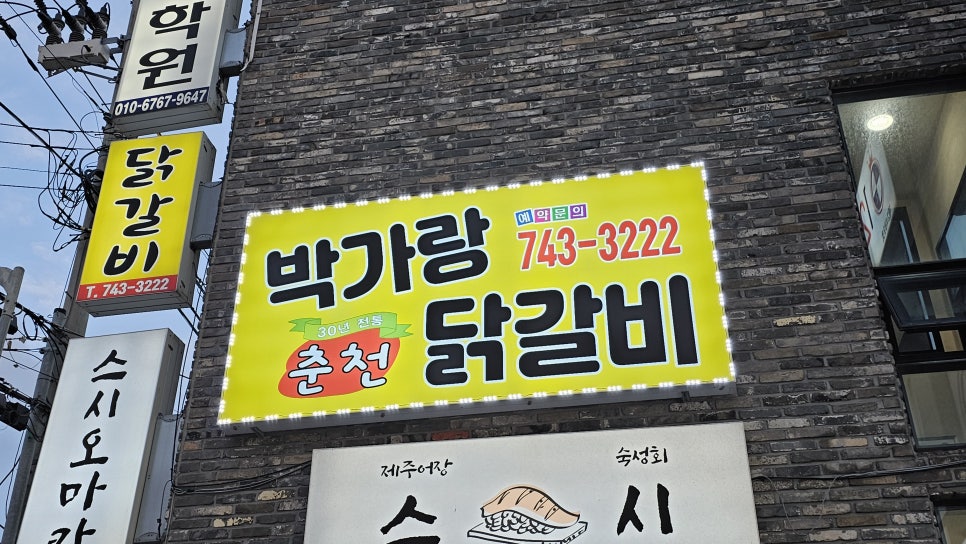 학원
010-6767-9647
닭갈비
T. 743-3222
스시오마카
예약문의
박가랑
743-3222
30년 전통
춘천
닭갈비
제주어장
숙성회
스시